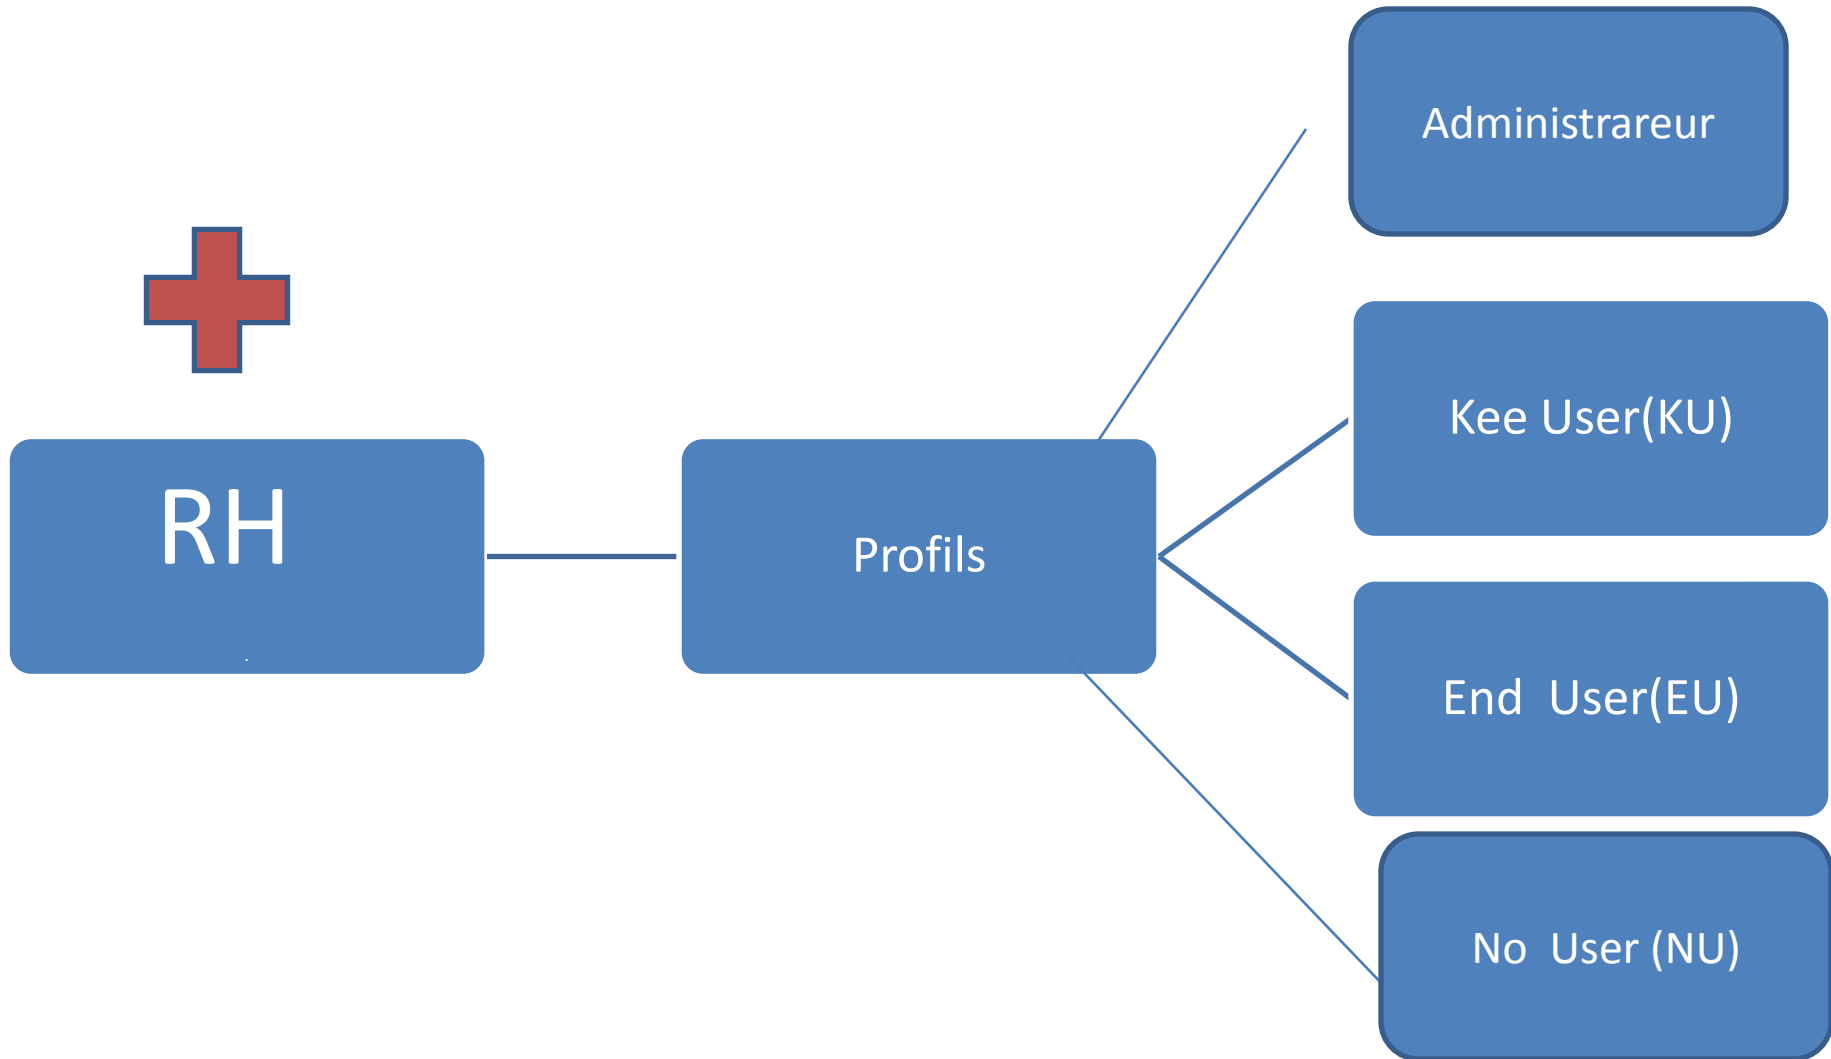 Administrareur
Kee User(KU)
RH
.
Profils
End  User(EU)
No  User (NU)